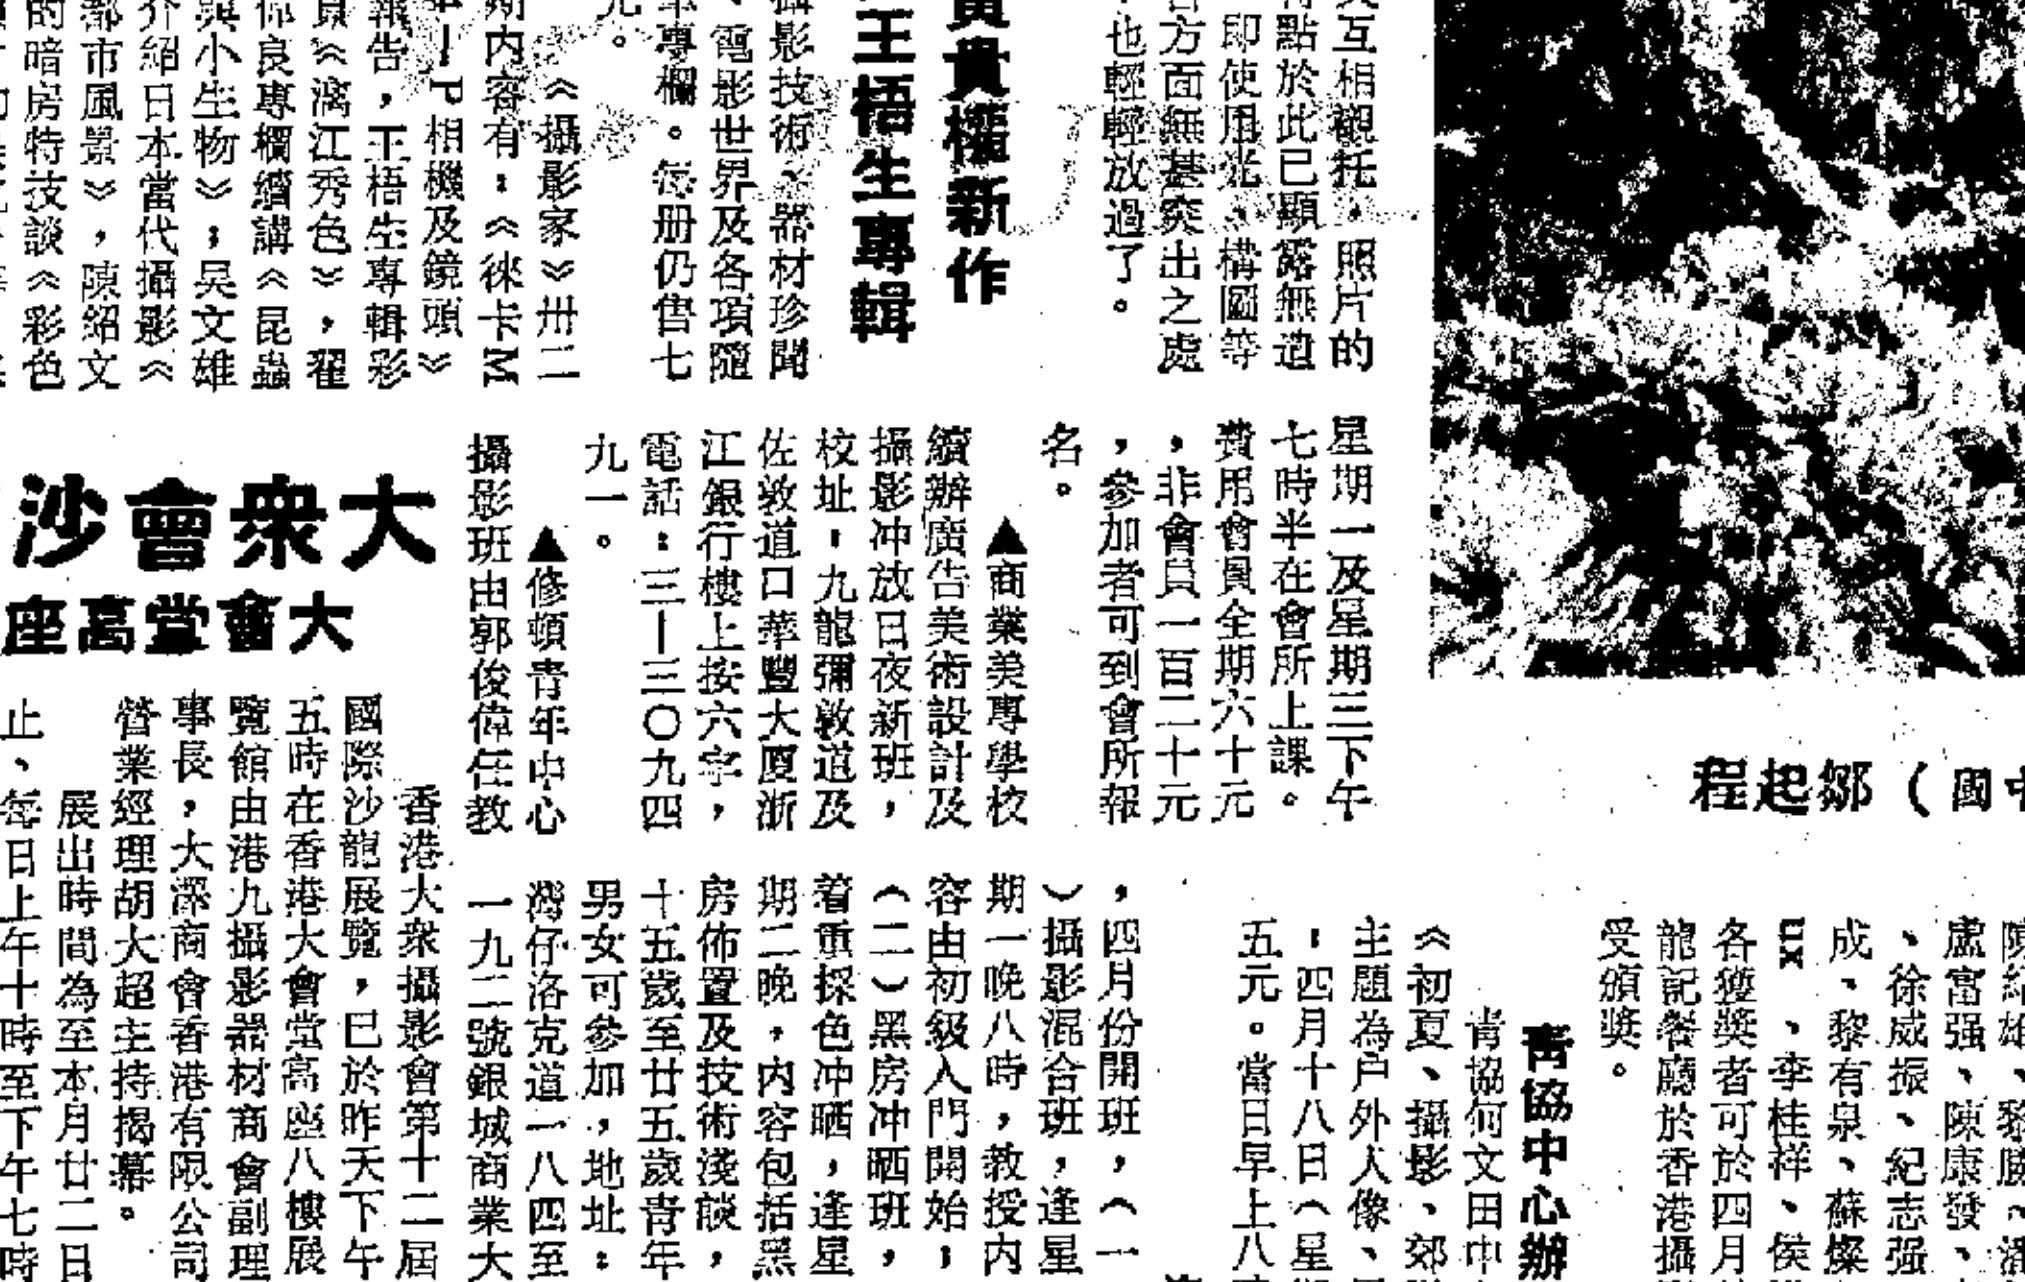 互相襯托，照片的
點於此已顯露無遺
即使用光、構圖等
方面無甚突出之處
也輕輕放過了。
黃貴權新作
王梧生專輯
攝影技術、器材珍聞
、電影世界及各項隨
筆專欄。每册仍售七
元。
《攝影家》卅二
期內容有：《徠卡M
6—P相機及鏡頭》
報告，王梧生專輯彩
頁《漓江秀色》，翟
偉良專欄續講《昆蟲
與小生物》；吳文雄
介紹日本當代攝影《
都市風景》，陳紹文
的暗房特技談《彩色
星期一及星期三下午
七時半在會所上課。
費用會員全期六十元
，非會員一百二十元
，參加者可到會所報
名。
▲商業美專學校
續辦廣告美術設計及
攝影冲放日夜新班，
校址：九龍彌敦道及
佐敦道口華豐大廈浙
江銀行樓上按六字，
電話：三—三〇九四
九一。
▲修頓青年中心
攝影班由郭俊偉任教
，四月份開班，（一
）攝影混合班，逢星
期一晚八時，教授內
容由初級入門開始；
（二）黑房冲晒班，
着重採色冲晒，逢星
期二晚，內容包括黑
房佈置及技術淺談，
十五歲至廿五歲青年
男女可參加，地址：
灣仔洛克道一八四至
一九二號銀城商業大
大衆會沙
大會堂高座
香港大衆攝影會第十二屆
國際沙龍展覽，已於昨天下午
五時在香港大會堂高座八樓展
覽館由港九攝影器材商會副理
事長，大潔商會香港有限公司
營業經理胡大超主持揭幕。
展出時間為至本月廿二日
止、每日上午十時至下午七時
程起鄒（國中
陳紹雄、黎勝、潘
盧富强、陳康發、
、徐威振、紀志强
成、黎有泉、蘇燦
、李桂祥、侯
各獲獎者可於四月
龍記餐廳於香港攝
受頒獎。
青協中心辦
青協何文田中
《初夏、攝影、郊
主題為戶外人像、風
：四月十八日（星期
五元。當日早上八